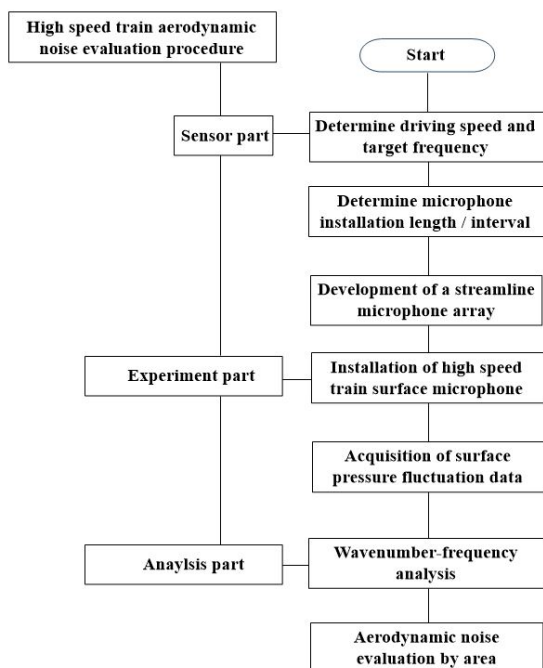 High speed train aerodynamic
noise evaluation procedure
Start
Sensor part
Determine driving speed and
target frequency
Determine microphone
installation length / interval
Development of a streamline
microphone array
Experiment part
Installation of high speed
train surface microphone
Acquisition of surface
pressure fluctuation data
Anaylsis part
Wavenumber-frequency
analysis
Aerodynamic noise
evaluation by area